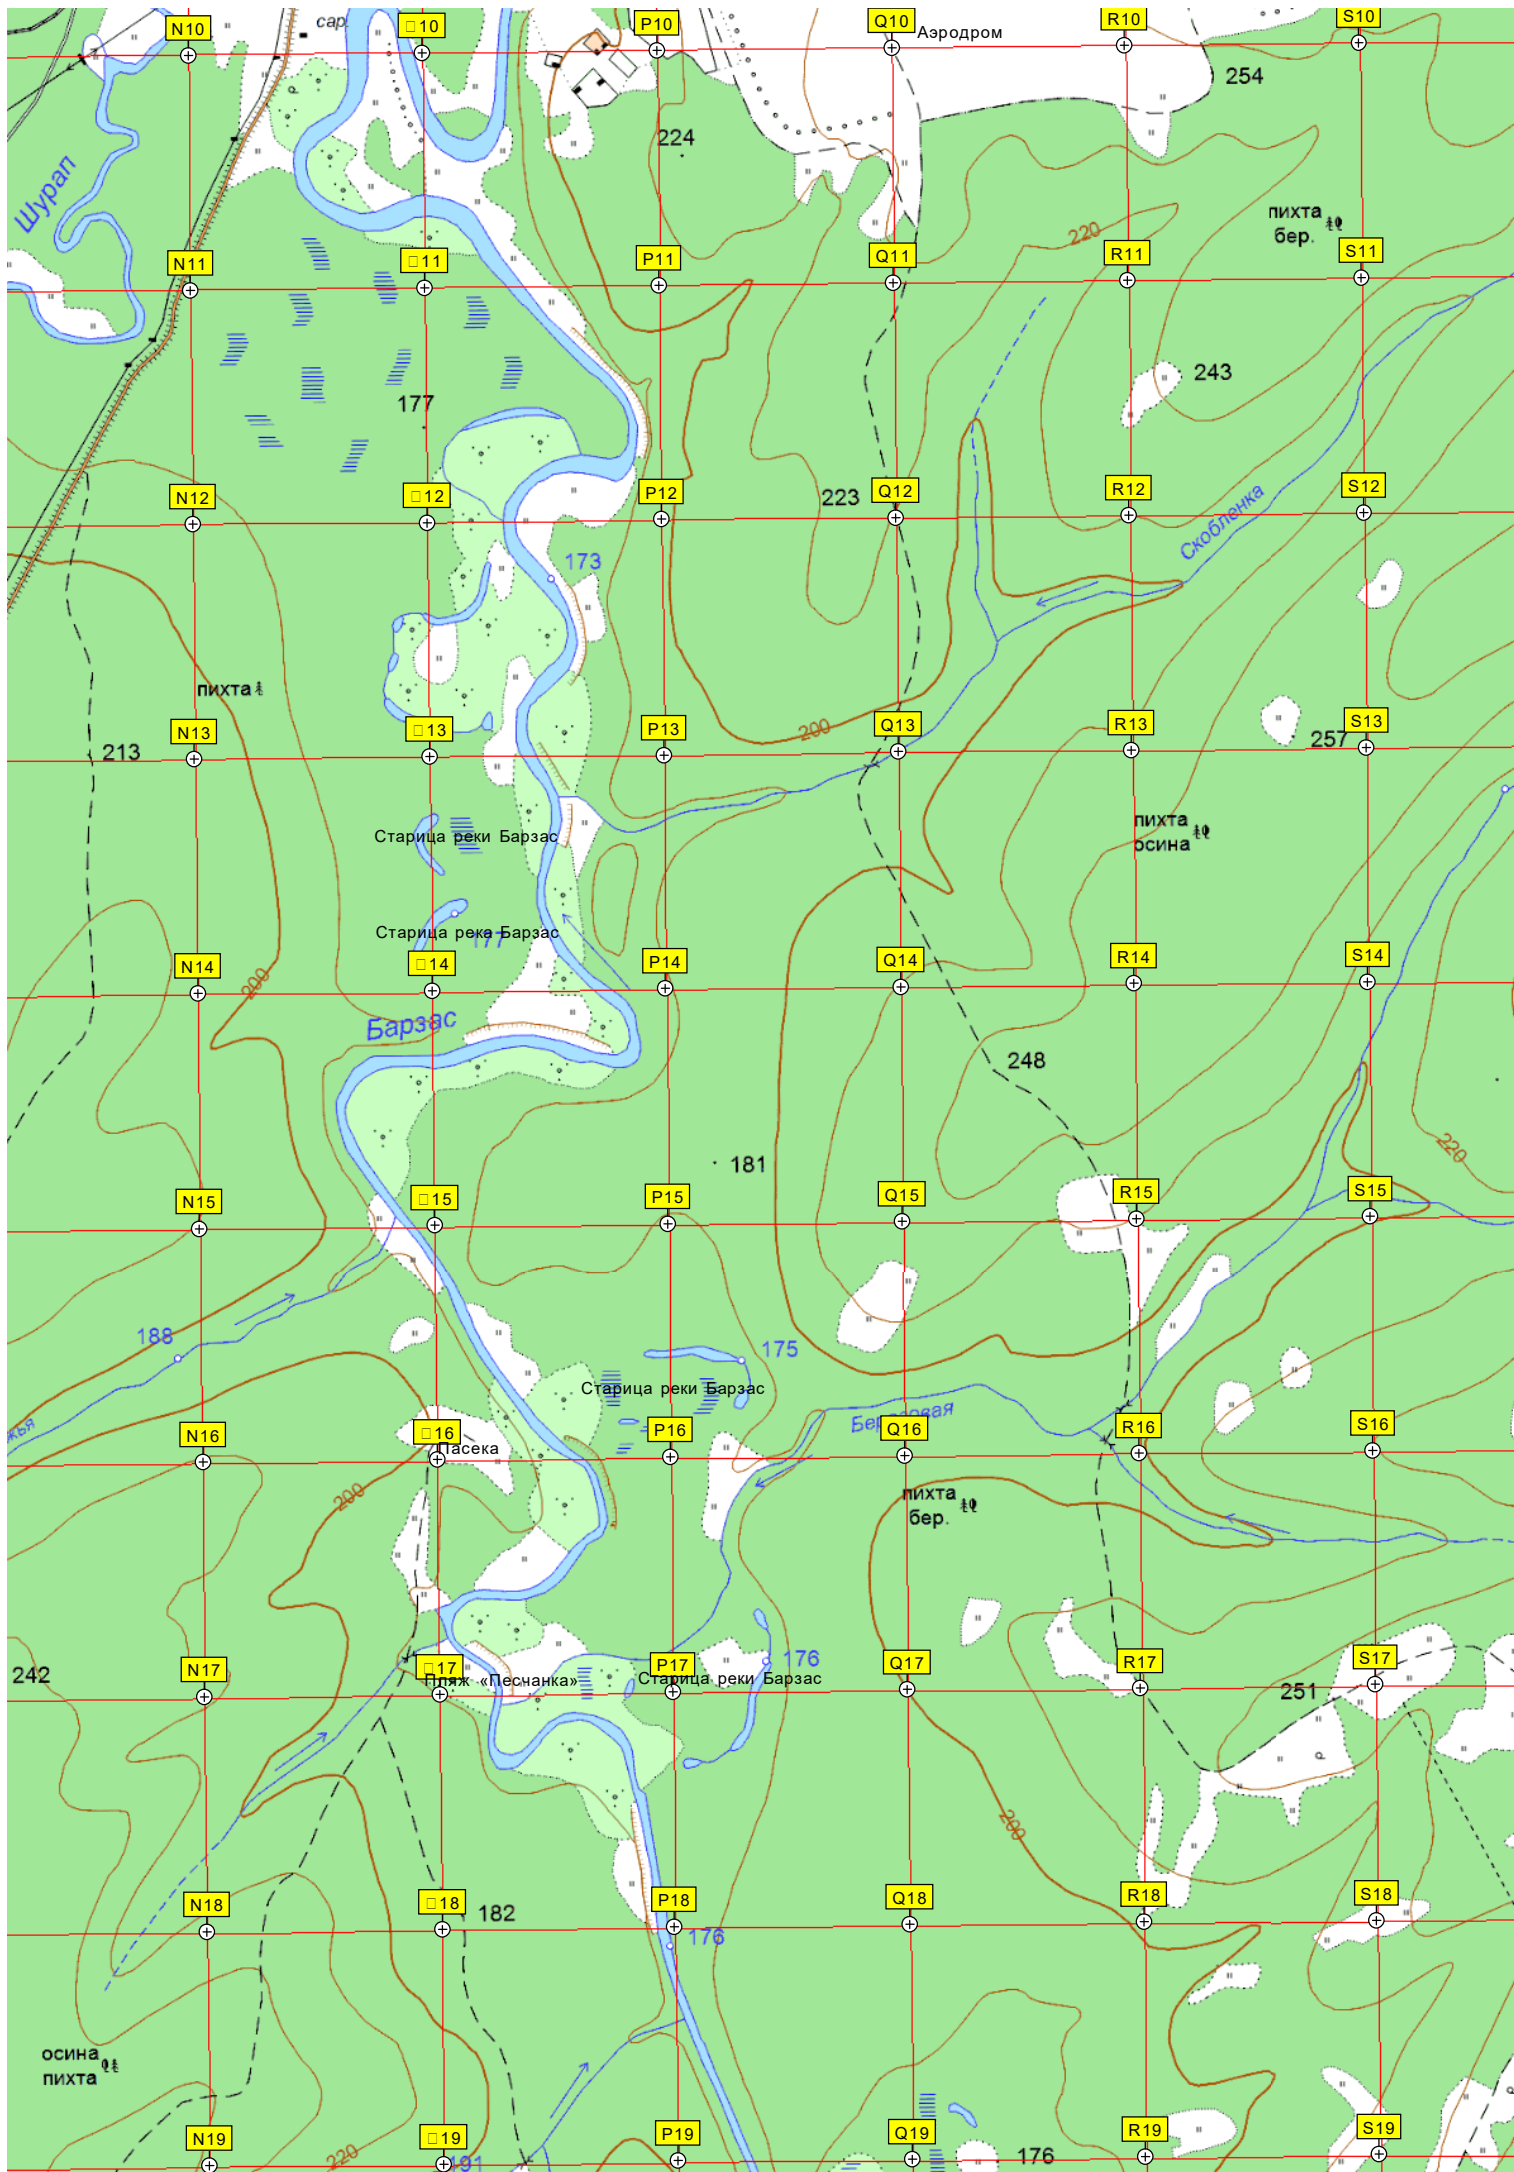 сар.
N10
□10
P10
Q10
Аэродром
R10
S10
254
224
Шурап
пихта
бер.
220
N11
□11
P11
Q11
R11
S11
243
177
N12
□12
P12
223
Q12
R12
S12
Скобленка
173
пихта
N13
213
□13
P13
200
Q13
R13
257
S13
Старица реки Барзас
пихта
осина
Старица река Барзас
177
N14
200
□14
P14
Q14
R14
S14
Барзас
248
181
220
N15
□15
P15
Q15
R15
S15
188
175
Старица реки Барзас
N16
□16
Пасека
P16
Q16
R16
S16
200
пихта
бер.
242
N17
□17
Пляж «Песчанка»
P17
Старица реки Барзас
176
Q17
R17
251
S17
200
N18
□18
182
P18
176
Q18
R18
S18
осина
пихта
N19
220
□19
191
P19
Q19
176
R19
S19